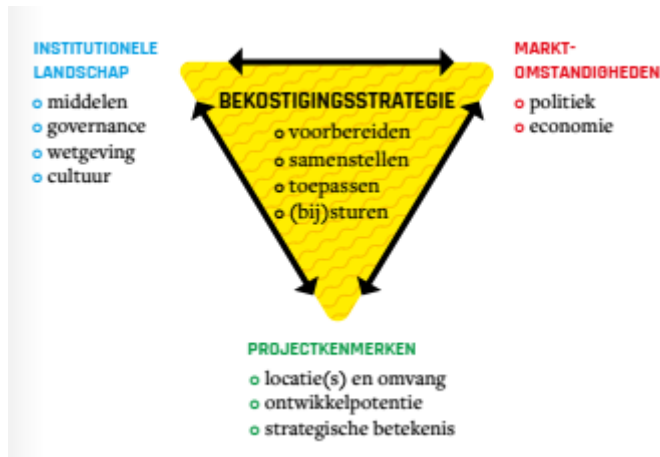 INSTITUTIONELE
LANDSCHAP
middelen
governance
wetgeving
cultuur
MARKT-
OMSTANDIGHEDEN
politiek
economie
BEKOSTIGINGSSTRATEGIE
voorbereiden
samenstellen
toepassen
(bij)sturen
PROJECTKENMERKEN
locatie(s) en omvang
ontwikkelpotentie
strategische betekenis